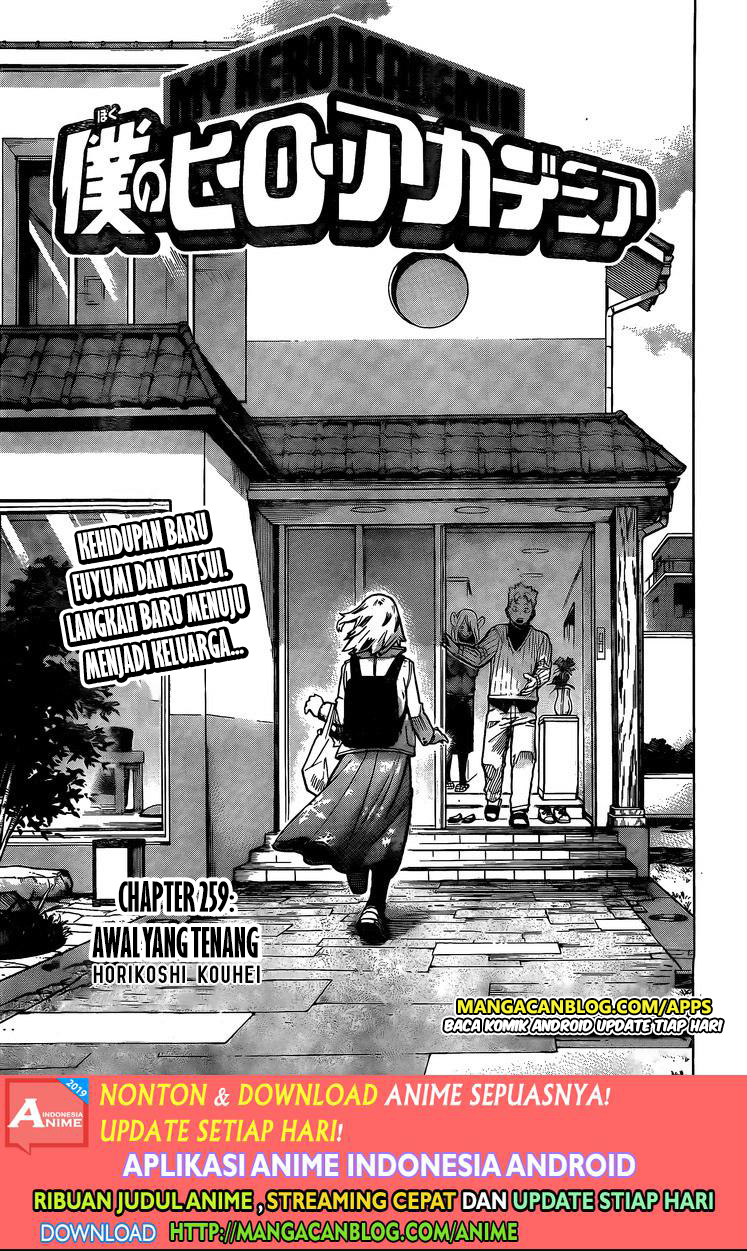 MY HERO ACADEMIA
ぼく
僕のヒーローアカデミア
KEHIDUPAN BARU
FUYUMI DAN NATSUI.
LANGKAH BARU MENUJU
MENJADI KELUARGA...
CHAPTER 259:
AWAL YANG TENANG
HORIKOSHI KOUHEI
MANGACANBLOG.COM/APPS
BACA KOMIK ANDROID UPDATE TIAP HARI
2019
INDONESIA
ANIME
NONTON & DOWNLOAD ANIME SEPUASNYA!
UPDATE SETIAP HARI!
APLIKASI ANIME INDONESIA ANDROID
RIBUAN JUDUL ANIME , STREAMING CEPAT DAN UPDATE STIAP HARI
DOWNLOAD HTTP://MANGACANBLOG.COM/ANIME